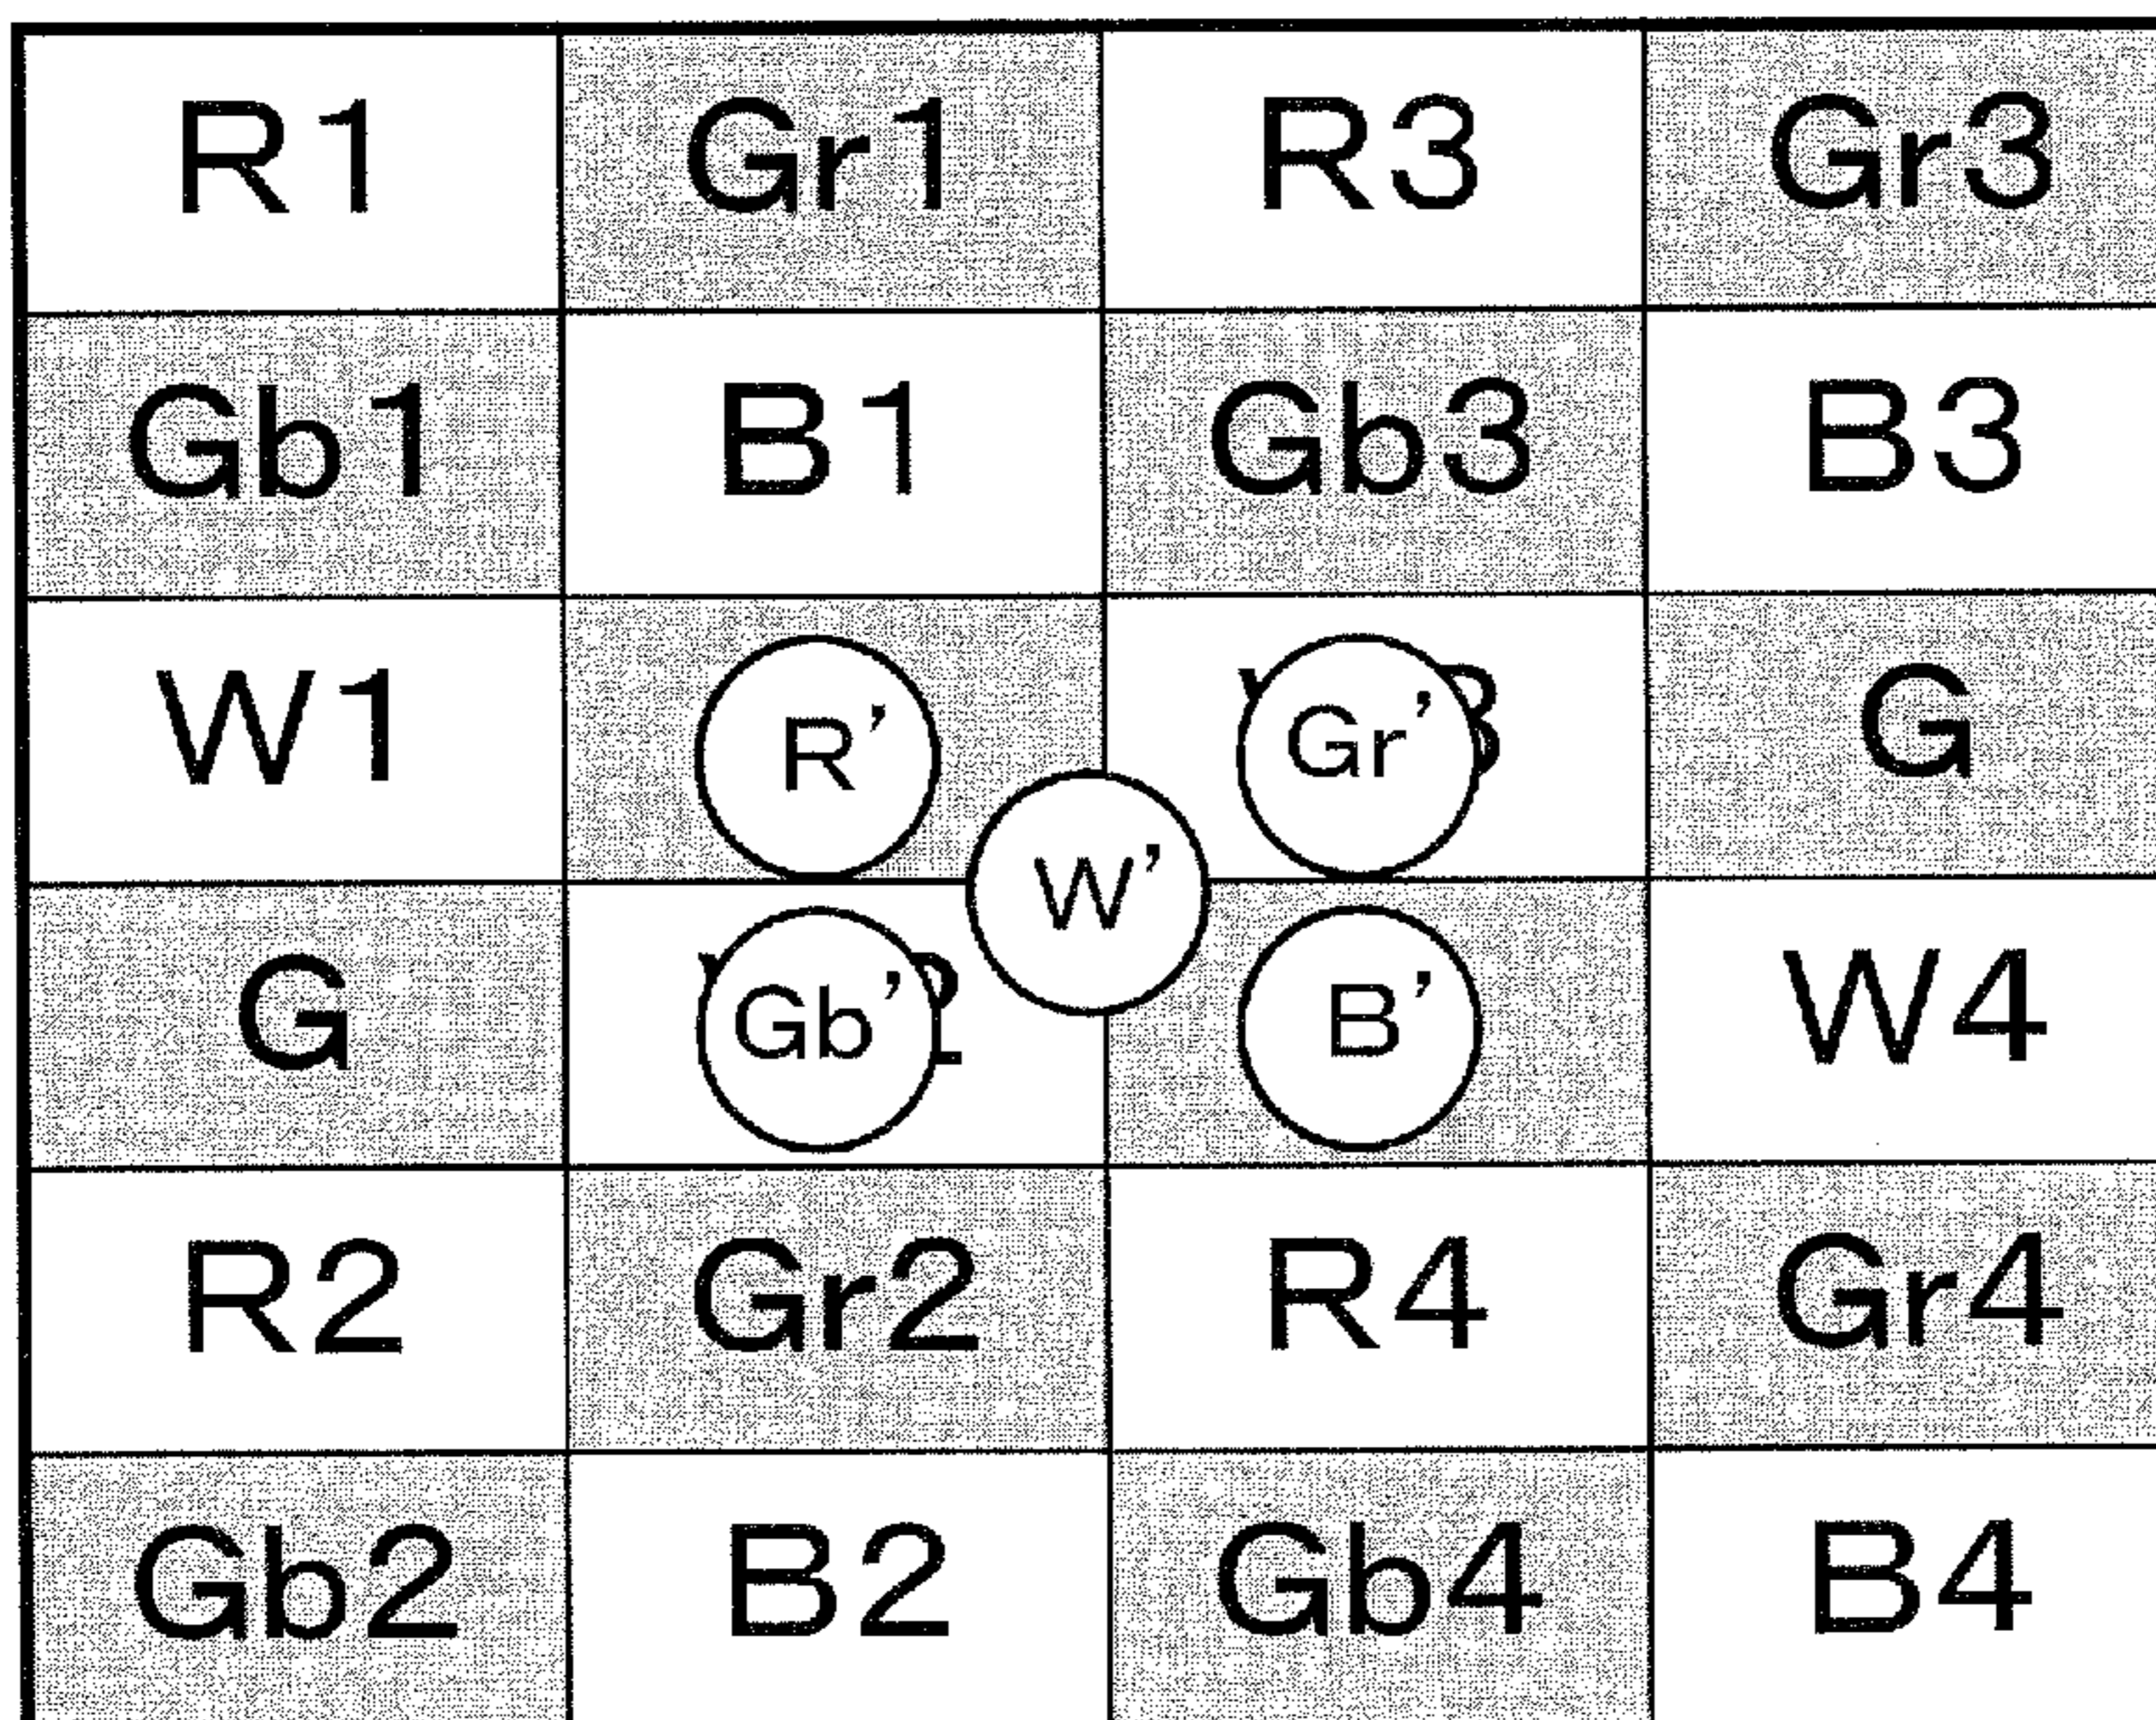 R1 Gr1 R3 Gr3
Gb1 B1 Gb3 B3
W1 R’ Gr’ G
W’
G Gb’ B’ W4
R2 Gr2 R4 Gr4
Gb2 B2 Gb4 B4